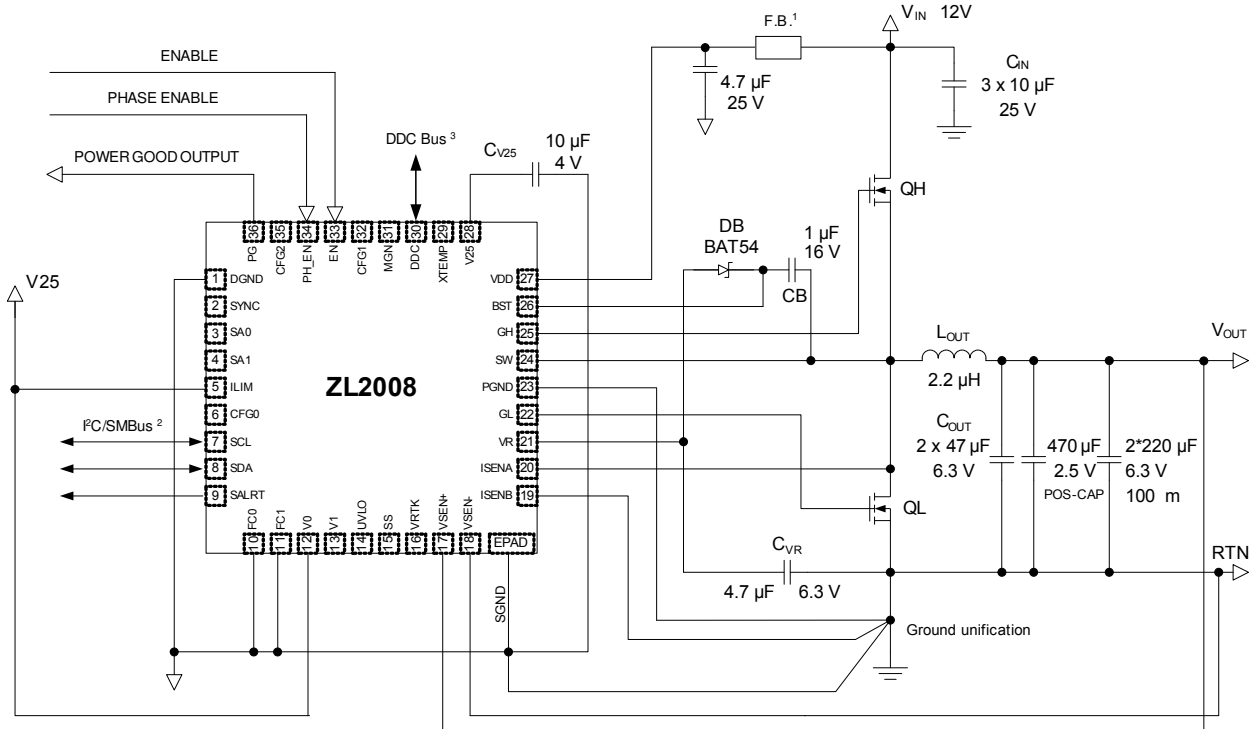 V_IN 12V
F.B.¹
ENABLE
4.7 µF
25 V
C_IN
3 x 10 µF
25 V
PHASE ENABLE
DDC Bus ³
C_V25
10 µF
4 V
POWER GOOD OUTPUT
QH
36 35 34 33 32 31 30 29 28
PG CFG2 PH_EN EN CFG1 MGN DDC XTEMP V25
DB
BAT54
1 µF
16 V
CB
V25
1 DGND
2 SYNC
3 SA0
4 SA1
5 ILIM
6 CFG0
7 SCL
8 SDA
9 SALRT
I²C/SMBus ²
ZL2008
VDD 27
BST 26
GH 25
SW 24
PGND 23
GL 22
VR 21
ISENA 20
ISENB 19
L_OUT
2.2 µH
V_OUT
C_OUT
2 x 47 µF
6.3 V
470 µF
2.5 V
POS-CAP
2*220 µF
6.3 V
100 m
QL
FC0 FC1 V0 V1 UVLO SS VRTK VSEN+ VSEN-
10 11 12 13 14 15 16 17 18
EPAD
SGND
C_VR
4.7 µF 6.3 V
RTN
Ground unification